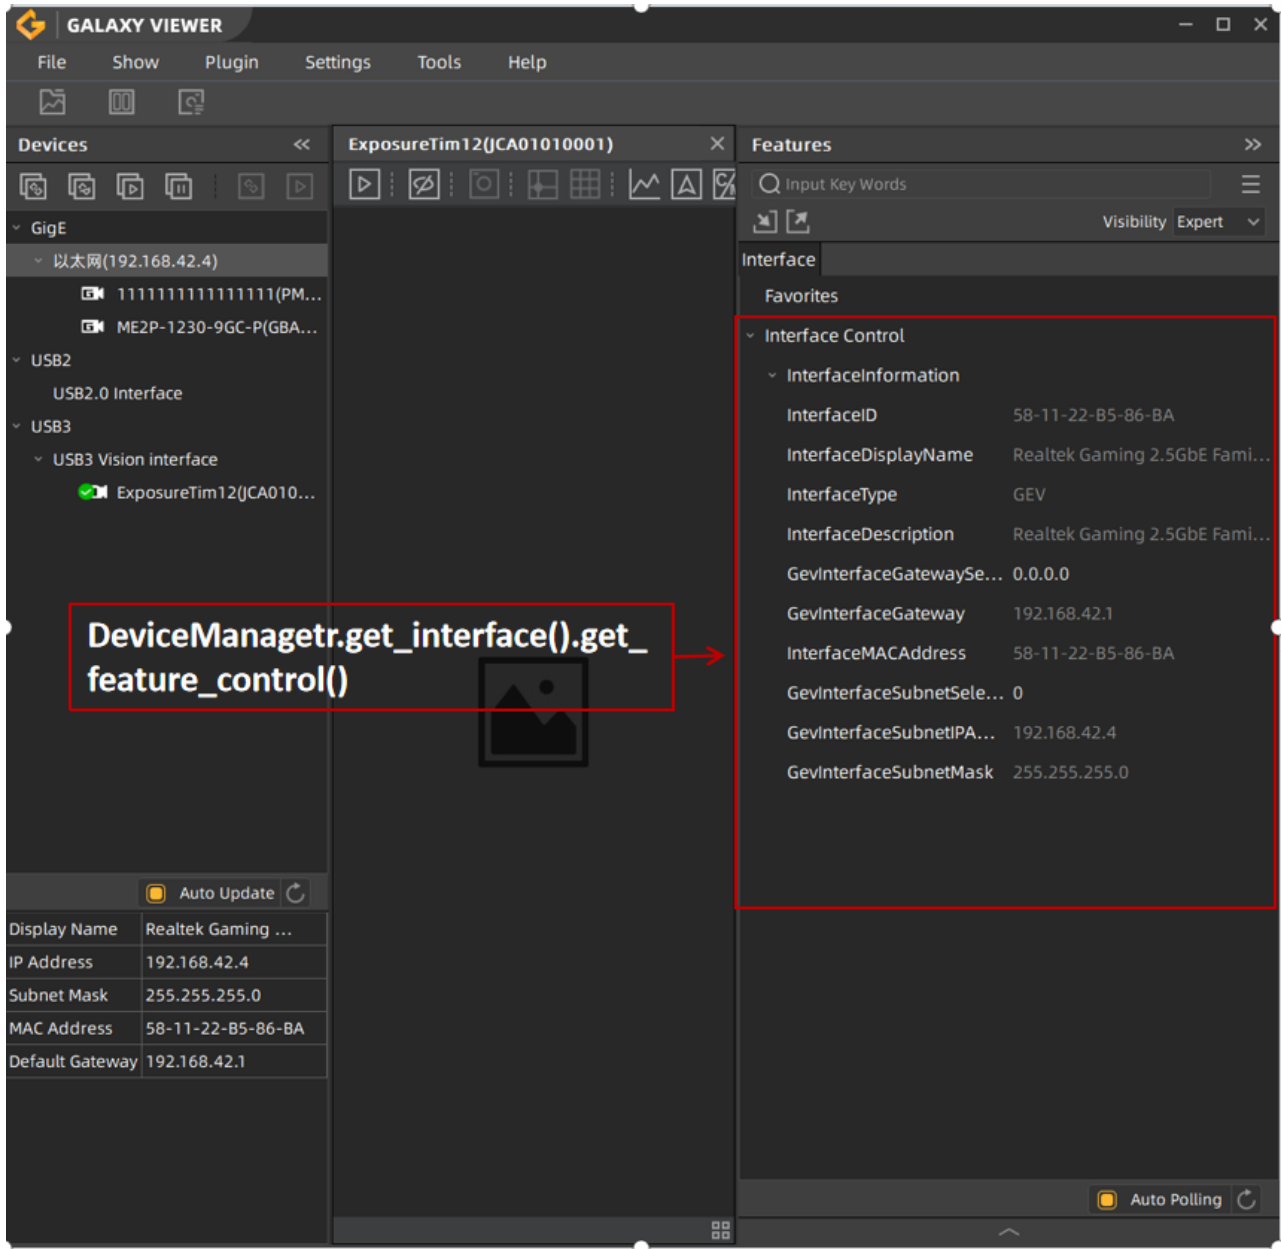 GALAXY VIEWER
File Show Plugin Settings Tools Help
Devices
ExposureTim12(JCA01010001)
Features
Input Key Words
Visibility Expert
GigE
以太网(192.168.42.4)
1111111111111111(PM...
ME2P-1230-9GC-P(GBA...
USB2
USB2.0 Interface
USB3
USB3 Vision interface
ExposureTim12(JCA010...
Interface
Favorites
Interface Control
InterfaceInformation
InterfaceID 58-11-22-B5-86-BA
InterfaceDisplayName Realtek Gaming 2.5GbE Fami...
InterfaceType GEV
InterfaceDescription Realtek Gaming 2.5GbE Fami...
GevInterfaceGatewaySe... 0.0.0.0
GevInterfaceGateway 192.168.42.1
InterfaceMACAddress 58-11-22-B5-86-BA
GevInterfaceSubnetSele... 0
GevInterfaceSubnetIPA... 192.168.42.4
GevInterfaceSubnetMask 255.255.255.0
DeviceManagetr.get_interface().get_
feature_control()
Auto Update
Display Name Realtek Gaming ...
IP Address 192.168.42.4
Subnet Mask 255.255.255.0
MAC Address 58-11-22-B5-86-BA
Default Gateway 192.168.42.1
Auto Polling